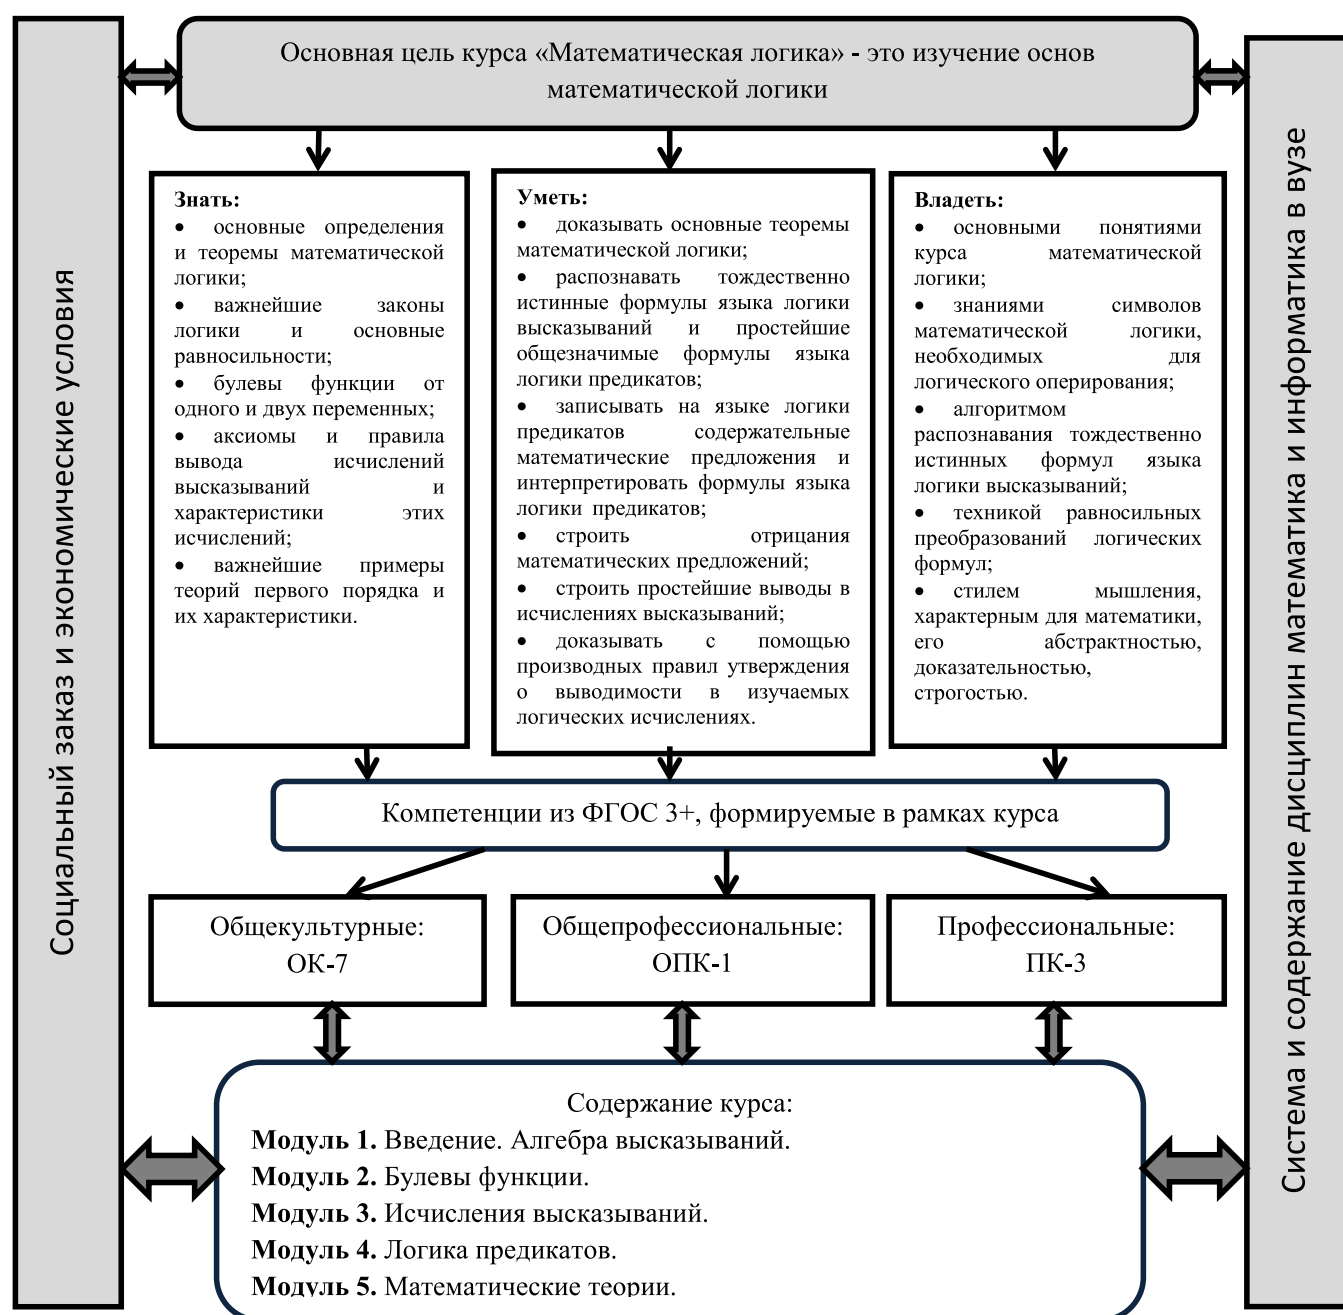 Социальный заказ и экономические условия
Основная цель курса «Математическая логика» - это изучение основ
математической логики
Знать:
• основные определения
и теоремы математической
логики;
• важнейшие законы
логики и основные
равносильности;
• булевы функции от
одного и двух переменных;
• аксиомы и правила
вывода исчислений
высказываний и
характеристики этих
исчислений;
• важнейшие примеры
теорий первого порядка и
их характеристики.
Уметь:
• доказывать основные теоремы
математической логики;
• распознавать тождественно
истинные формулы языка логики
высказываний и простейшие
общезначимые формулы языка
логики предикатов;
• записывать на языке логики
предикатов содержательные
математические предложения и
интерпретировать формулы языка
логики предикатов;
• строить отрицания
математических предложений;
• строить простейшие выводы в
исчислениях высказываний;
• доказывать с помощью
производных правил утверждения
о выводимости в изучаемых
логических исчислениях.
Владеть:
• основными понятиями
курса математической
логики;
• знаниями символов
математической логики,
необходимых для
логического оперирования;
• алгоритмом
распознавания тождественно
истинных формул языка
логики высказываний;
• техникой равносильных
преобразований логических
формул;
• стилем мышления,
характерным для математики,
его абстрактностью,
доказательностью,
строгостью.
Компетенции из ФГОС 3+, формируемые в рамках курса
Общекультурные:
ОК-7
Общепрофессиональные:
ОПК-1
Профессиональные:
ПК-3
Содержание курса:
Модуль 1. Введение. Алгебра высказываний.
Модуль 2. Булевы функции.
Модуль 3. Исчисления высказываний.
Модуль 4. Логика предикатов.
Модуль 5. Математические теории.
Система и содержание дисциплин математика и информатика в вузе